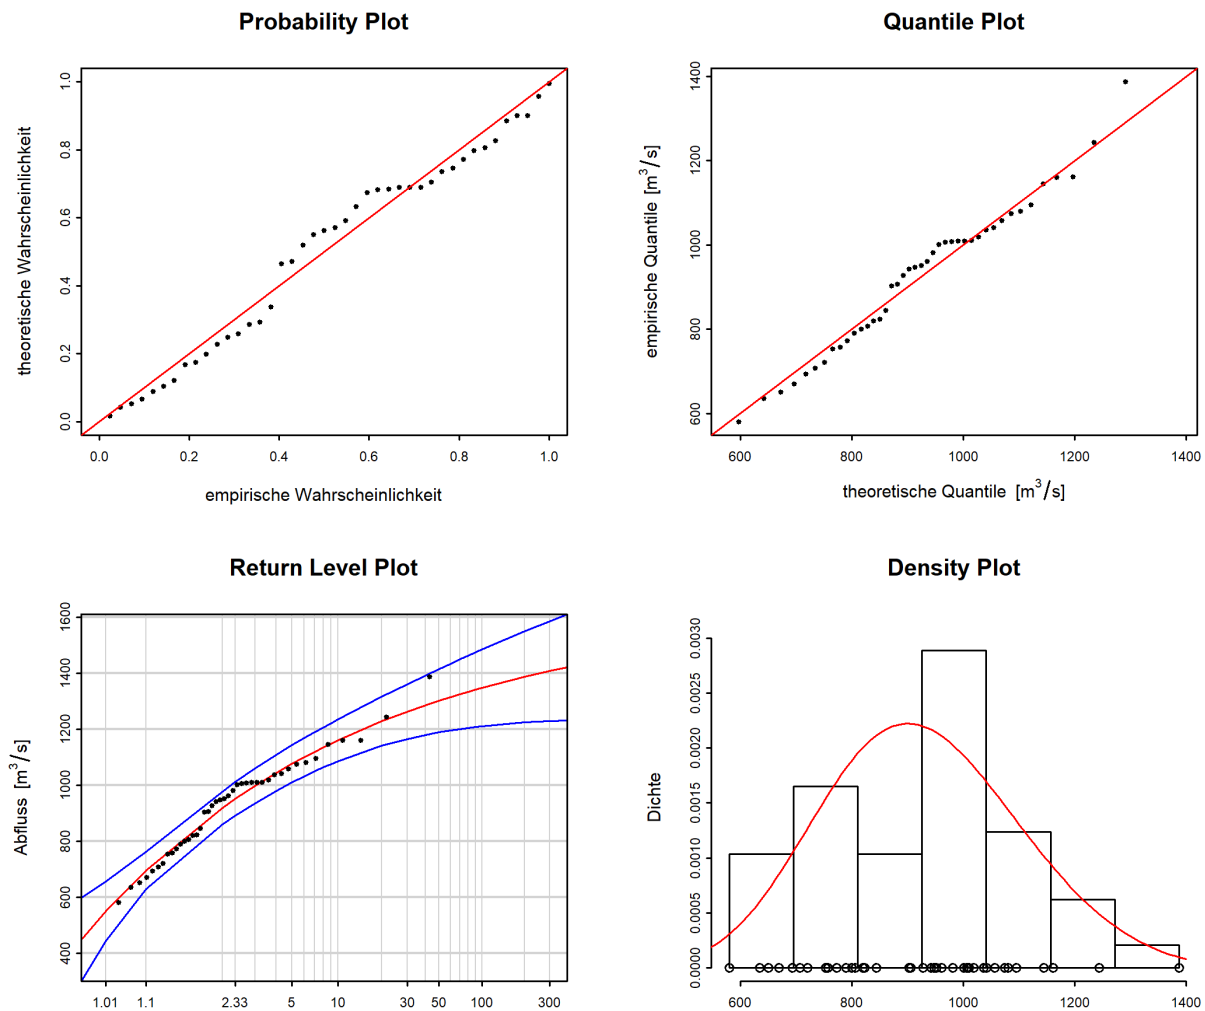 Probability Plot
theoretische Wahrscheinlichkeit
0.0 0.2 0.4 0.6 0.8 1.0
0.0 0.2 0.4 0.6 0.8 1.0
empirische Wahrscheinlichkeit
Quantile Plot
empirische Quantile [m³/s]
600 800 1000 1200 1400
600 800 1000 1200 1400
theoretische Quantile [m³/s]
Return Level Plot
Abfluss [m³/s]
400 600 800 1000 1200 1400 1600
1.01 1.1 2.33 5 10 30 50 100 300
Density Plot
Dichte
0.0000 0.0005 0.0010 0.0015 0.0020 0.0025 0.0030
600 800 1000 1200 1400